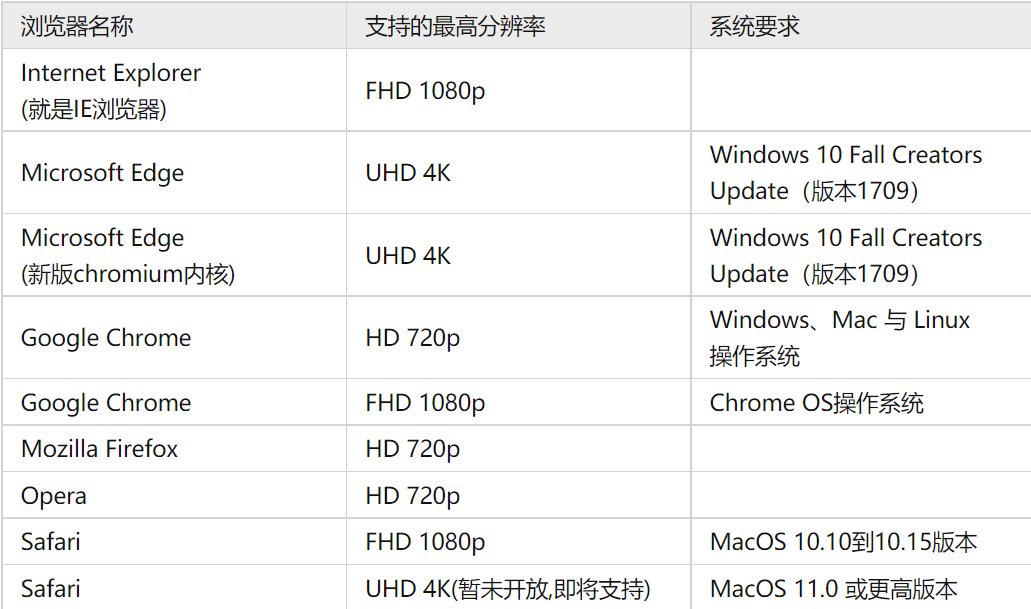 浏览器名称 支持的最高分辨率 系统要求
Internet Explorer
(就是IE浏览器)
FHD 1080p
Microsoft Edge
UHD 4K
Windows 10 Fall Creators
Update（版本1709）
Microsoft Edge
(新版chromium内核)
UHD 4K
Windows 10 Fall Creators
Update（版本1709）
Google Chrome
HD 720p
Windows、Mac 与 Linux
操作系统
Google Chrome FHD 1080p Chrome OS操作系统
Mozilla Firefox HD 720p
Opera HD 720p
Safari FHD 1080p MacOS 10.10到10.15版本
Safari UHD 4K(暂未开放,即将支持) MacOS 11.0 或更高版本